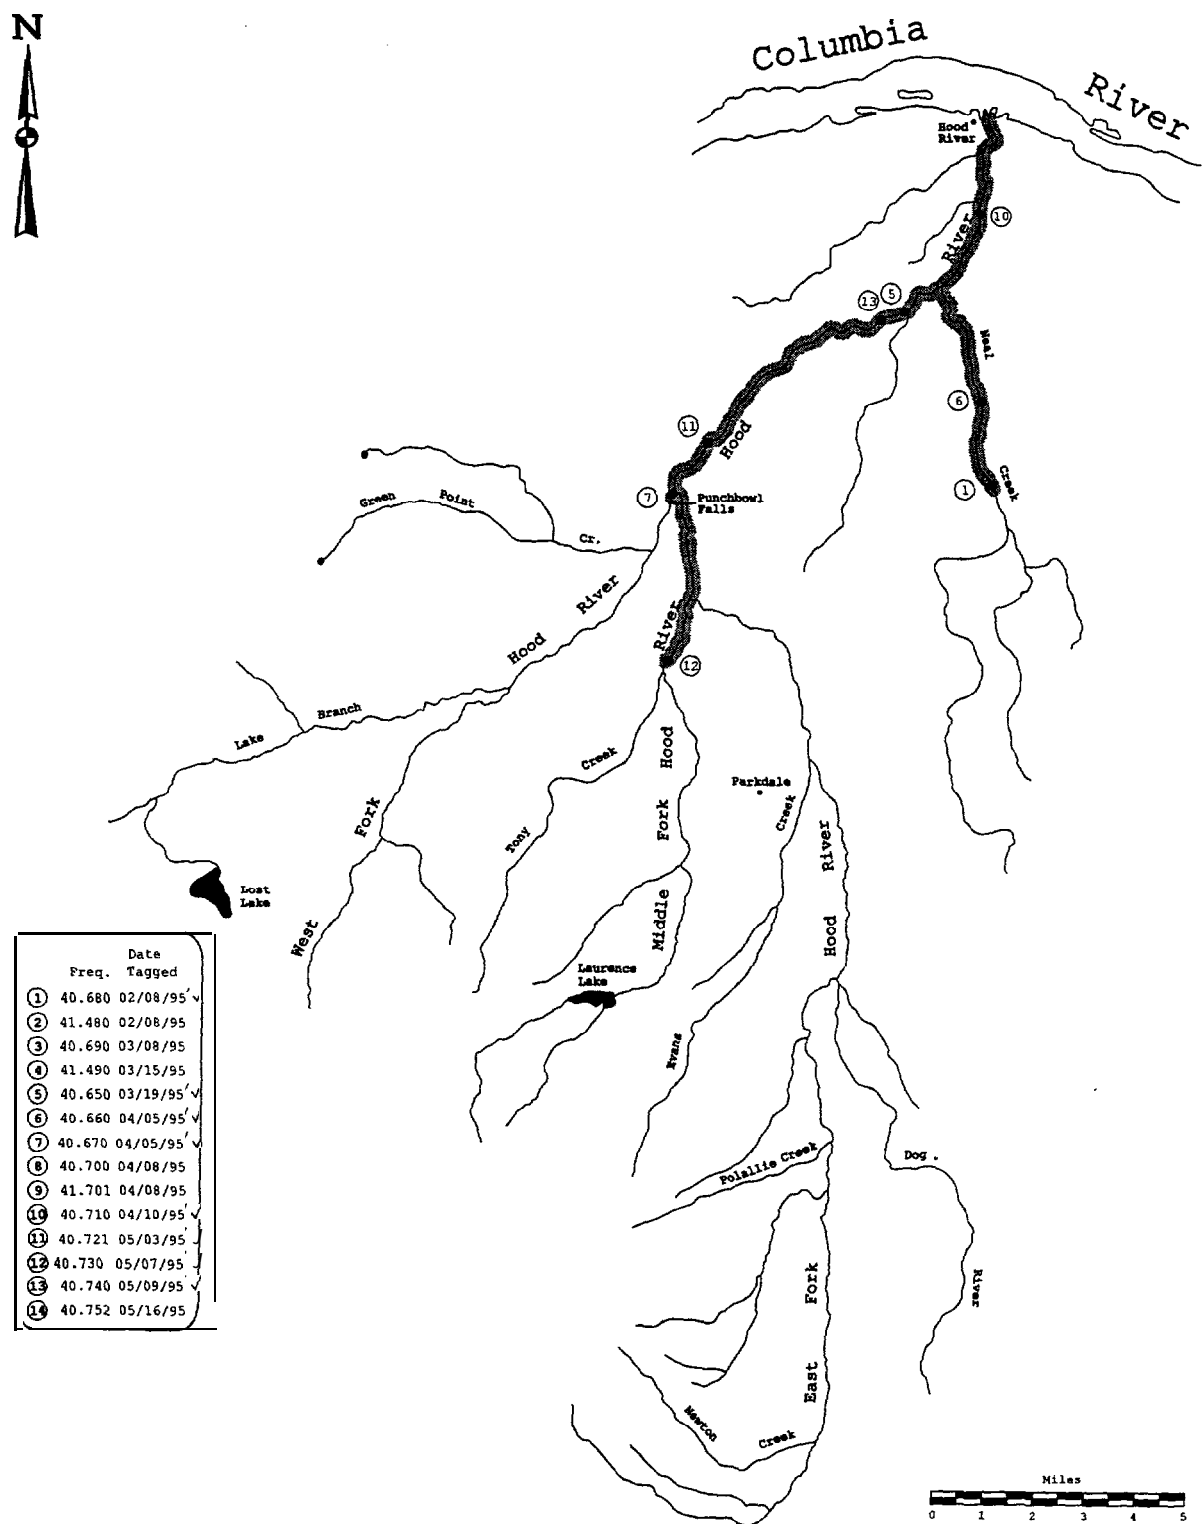 N
Columbia
River
Hood
River
10
River
13 5
Neal
6
11
Hood
Creek
1
7
Punchbowl
Falls
Green Point Cr.
River
Hood
River
12
Branch
Lake
Hood
Creek
Parkdale
Creek
Fork
Fork
River
Tony
Lost
Lake
West
Middle
Hood
Laurence
Lake
Evans
Freq. Date Tagged
1 40.680 02/08/95' ✓
2 41.480 02/08/95
3 40.690 03/08/95
4 41.490 03/15/95
5 40.650 03/19/95' ✓
6 40.660 04/05/95' ✓
7 40.670 04/05/95' ✓
8 40.700 04/08/95
9 41.701 04/08/95
10 40.710 04/10/95' ✓
11 40.721 05/03/95' ✓
12 40.730 05/07/95' ✓
13 40.740 05/09/95' ✓
14 40.752 05/16/95
Dog
Polallie Creek
River
Fork
East
Newton
Creek
Miles
0 1 2 3 4 5